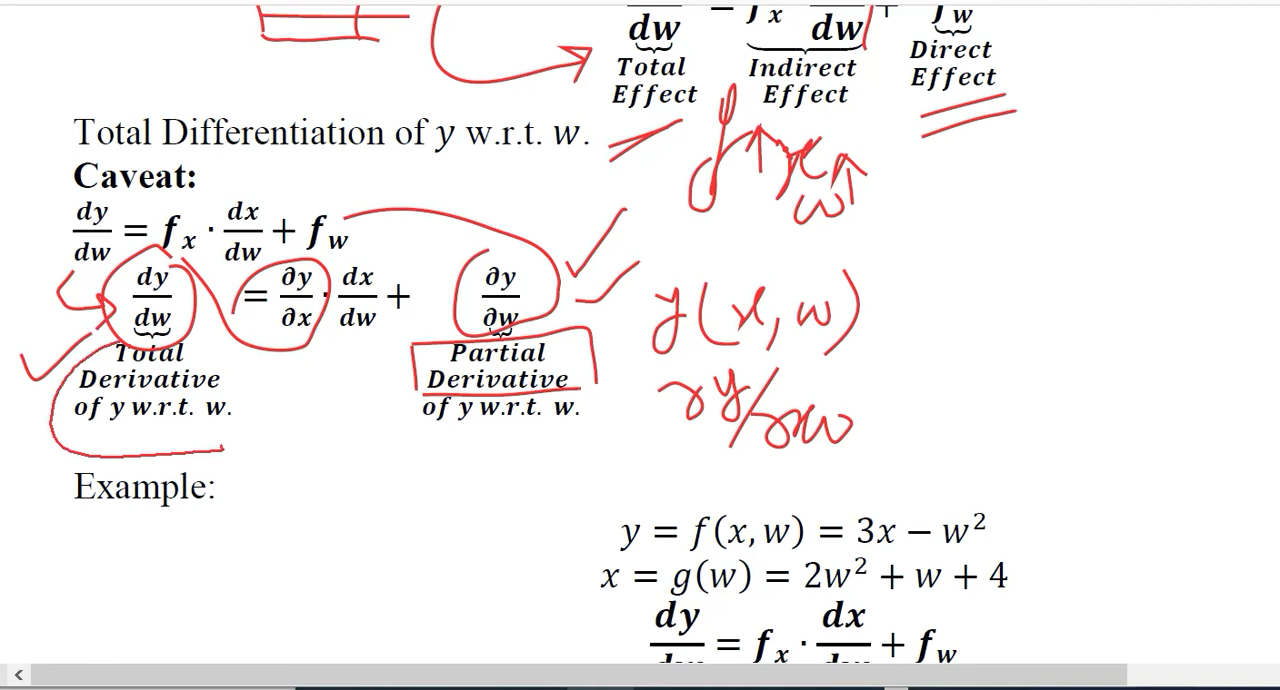 dw = f x dw + f w
Total Effect Indirect Effect Direct Effect
Total Differentiation of y w.r.t. w.
y↑ x w↑
Caveat:
dy/dw = f_x · dx/dw + f_w
dy/dw = ∂y/∂x · dx/dw + ∂y/∂w
y(x, w)
Total Derivative of y w.r.t. w. Partial Derivative of y w.r.t. w.
Example:
y = f(x, w) = 3x − w²
x = g(w) = 2w² + w + 4
dy = f_x · dx + f_w